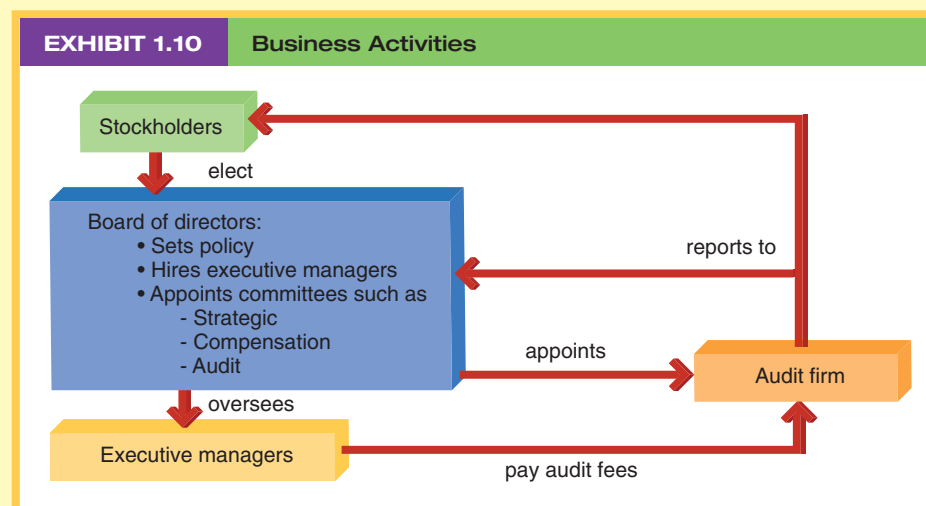 EXHIBIT 1.10 Business Activities
Stockholders
elect
Board of directors:
• Sets policy
• Hires executive managers
• Appoints committees such as
- Strategic
- Compensation
- Audit
reports to
appoints
Audit firm
oversees
Executive managers
pay audit fees